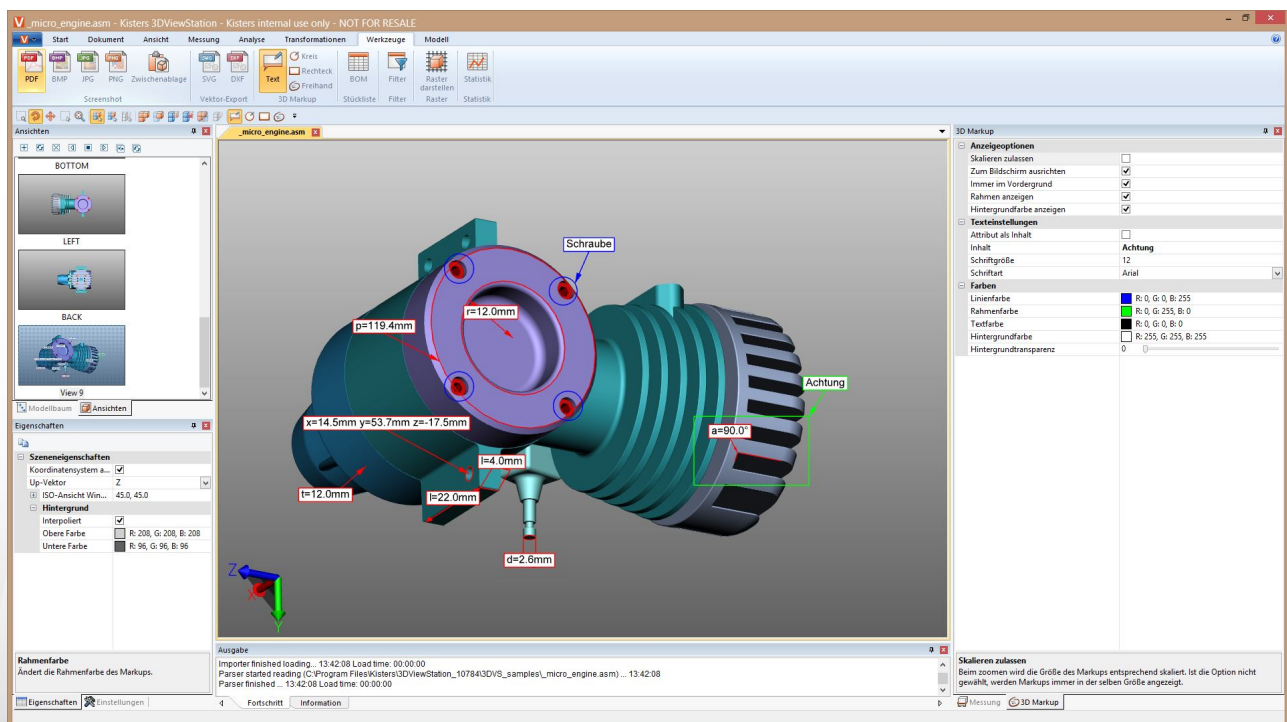 _micro_engine.asm - Kisters 3DViewStation - Kisters internal use only - NOT FOR RESALE
Start Dokument Ansicht Messung Analyse Transformationen Werkzeuge Modell
PDF BMP JPG PNG SVG DXF
PDF BMP JPG PNG Zwischenablage SVG DXF Text
Kreis
Rechteck
Freihand
BOM Filter Raster darstellen Statistik
Screenshot Vektor-Export 3D Markup Stückliste Filter Raster Statistik
Ansichten
BOTTOM
LEFT
BACK
View 9
Modellbaum Ansichten
Eigenschaften
Szeneneigenschaften
Koordinatensystem a...
Up-Vektor Z
ISO-Ansicht Win... 45.0, 45.0
Hintergrund
Interpoliert
Obere Farbe R: 208, G: 208, B: 208
Untere Farbe R: 96, G: 96, B: 96
Rahmenfarbe
Ändert die Rahmenfarbe des Markups.
Eigenschaften Einstellungen
_micro_engine.asm
Schraube
r=12.0mm
p=119.4mm
Achtung
x=14.5mm y=53.7mm z=-17.5mm
a=90.0°
l=4.0mm
t=12.0mm
l=22.0mm
d=2.6mm
Z
X
Y
Ausgabe
Importer finished loading... 13:42:08 Load time: 00:00:00
Parser started reading (C:\Program Files\Kisters\3DViewStation_10784\3DVS_samples\_micro_engine.asm) ... 13:42:08
Parser finished ... 13:42:08 Load time: 00:00:00
Fortschritt Information
3D Markup
Anzeigeoptionen
Skalieren zulassen
Zum Bildschirm ausrichten
Immer im Vordergrund
Rahmen anzeigen
Hintergrundfarbe anzeigen
Texteinstellungen
Attribut als Inhalt
Inhalt Achtung
Schriftgröße 12
Schriftart Arial
Farben
Linienfarbe R: 0, G: 0, B: 255
Rahmenfarbe R: 0, G: 255, B: 0
Textfarbe R: 0, G: 0, B: 0
Hintergrundfarbe R: 255, G: 255, B: 255
Hintergrundtransparenz 0
Skalieren zulassen
Beim zoomen wird die Größe des Markups entsprechend skaliert. Ist die Option nicht
gewählt, werden Markups immer in der selben Größe angezeigt.
Messung 3D Markup